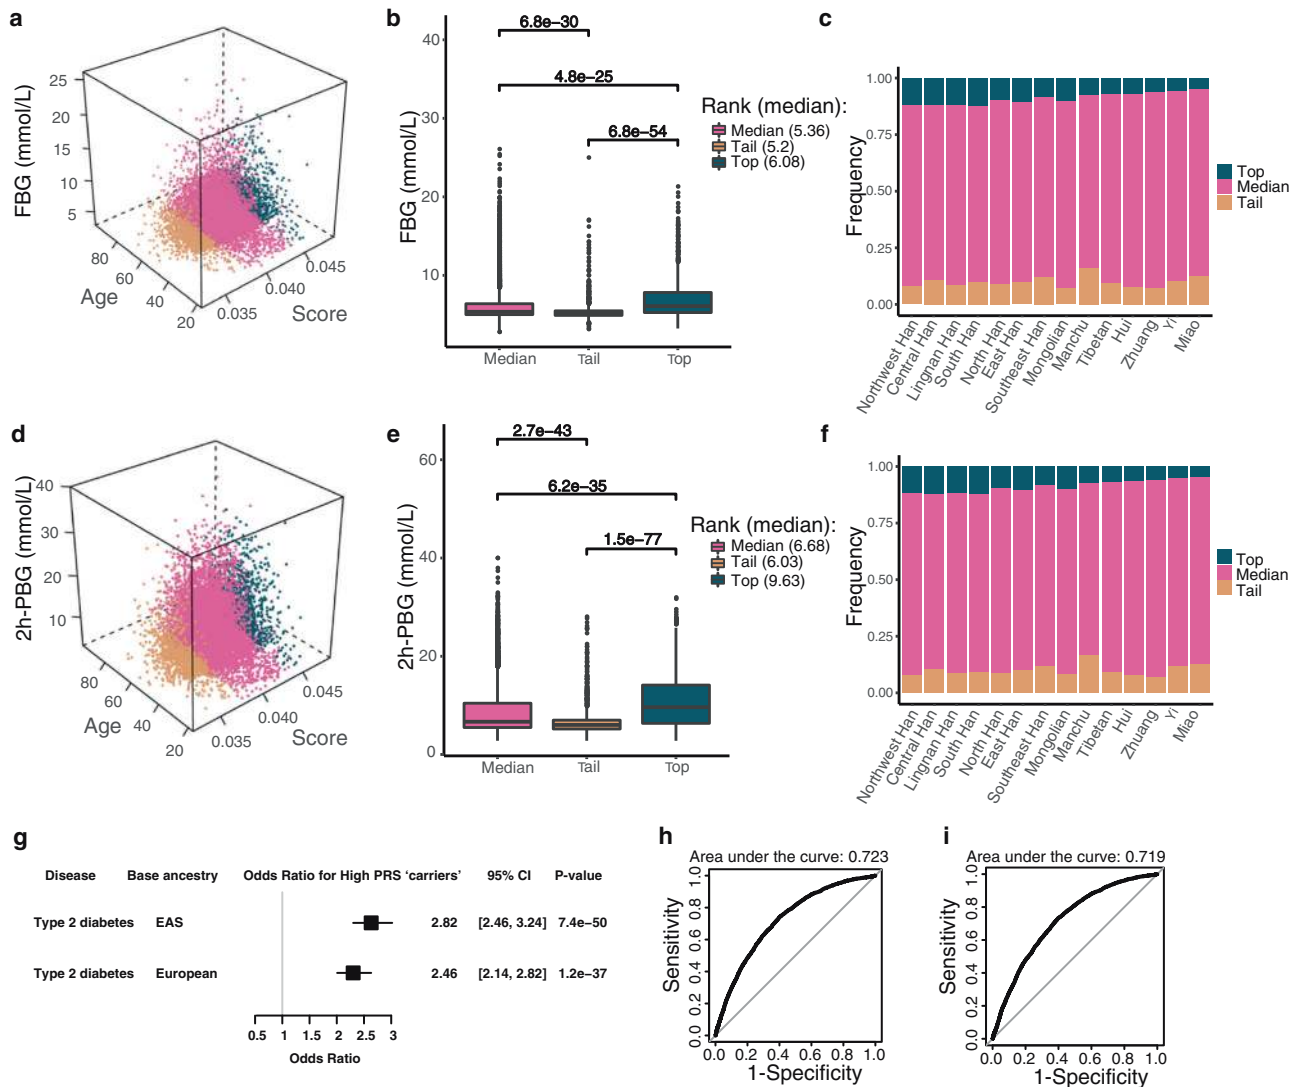 a
FBG (mmol/L)
25
20
15
10
5
80
60
40
20
Age
0.035
0.040
0.045
Score
b
FBG (mmol/L)
40
30
20
10
6.8e−30
4.8e−25
6.8e−54
Median
Tail
Top
Rank (median):
Median (5.36)
Tail (5.2)
Top (6.08)
c
Frequency
1.00
0.75
0.50
0.25
0.00
Northwest Han
Central Han
Lingnan Han
South Han
North Han
East Han
Southeast Han
Mongolian
Manchu
Tibetan
Hui
Zhuang
Yi
Miao
Top
Median
Tail
d
2h-PBG (mmol/L)
40
30
20
10
80
60
40
20
Age
0.035
0.040
0.045
Score
e
2h-PBG (mmol/L)
60
40
20
0
2.7e−43
6.2e−35
1.5e−77
Median
Tail
Top
Rank (median):
Median (6.68)
Tail (6.03)
Top (9.63)
f
Frequency
1.00
0.75
0.50
0.25
0.00
Northwest Han
Central Han
Lingnan Han
South Han
North Han
East Han
Southeast Han
Mongolian
Manchu
Tibetan
Hui
Zhuang
Yi
Miao
Top
Median
Tail
g
Disease Base ancestry Odds Ratio for High PRS ‘carriers’ 95% CI P-value
Type 2 diabetes EAS 2.82 [2.46, 3.24] 7.4e−50
Type 2 diabetes European 2.46 [2.14, 2.82] 1.2e−37
0.5 1 1.5 2 2.5 3
Odds Ratio
h
Area under the curve: 0.723
Sensitivity
1.0
0.8
0.6
0.4
0.2
0.0
0.0 0.2 0.4 0.6 0.8 1.0
1-Specificity
i
Area under the curve: 0.719
Sensitivity
1.0
0.8
0.6
0.4
0.2
0.0
0.0 0.2 0.4 0.6 0.8 1.0
1-Specificity